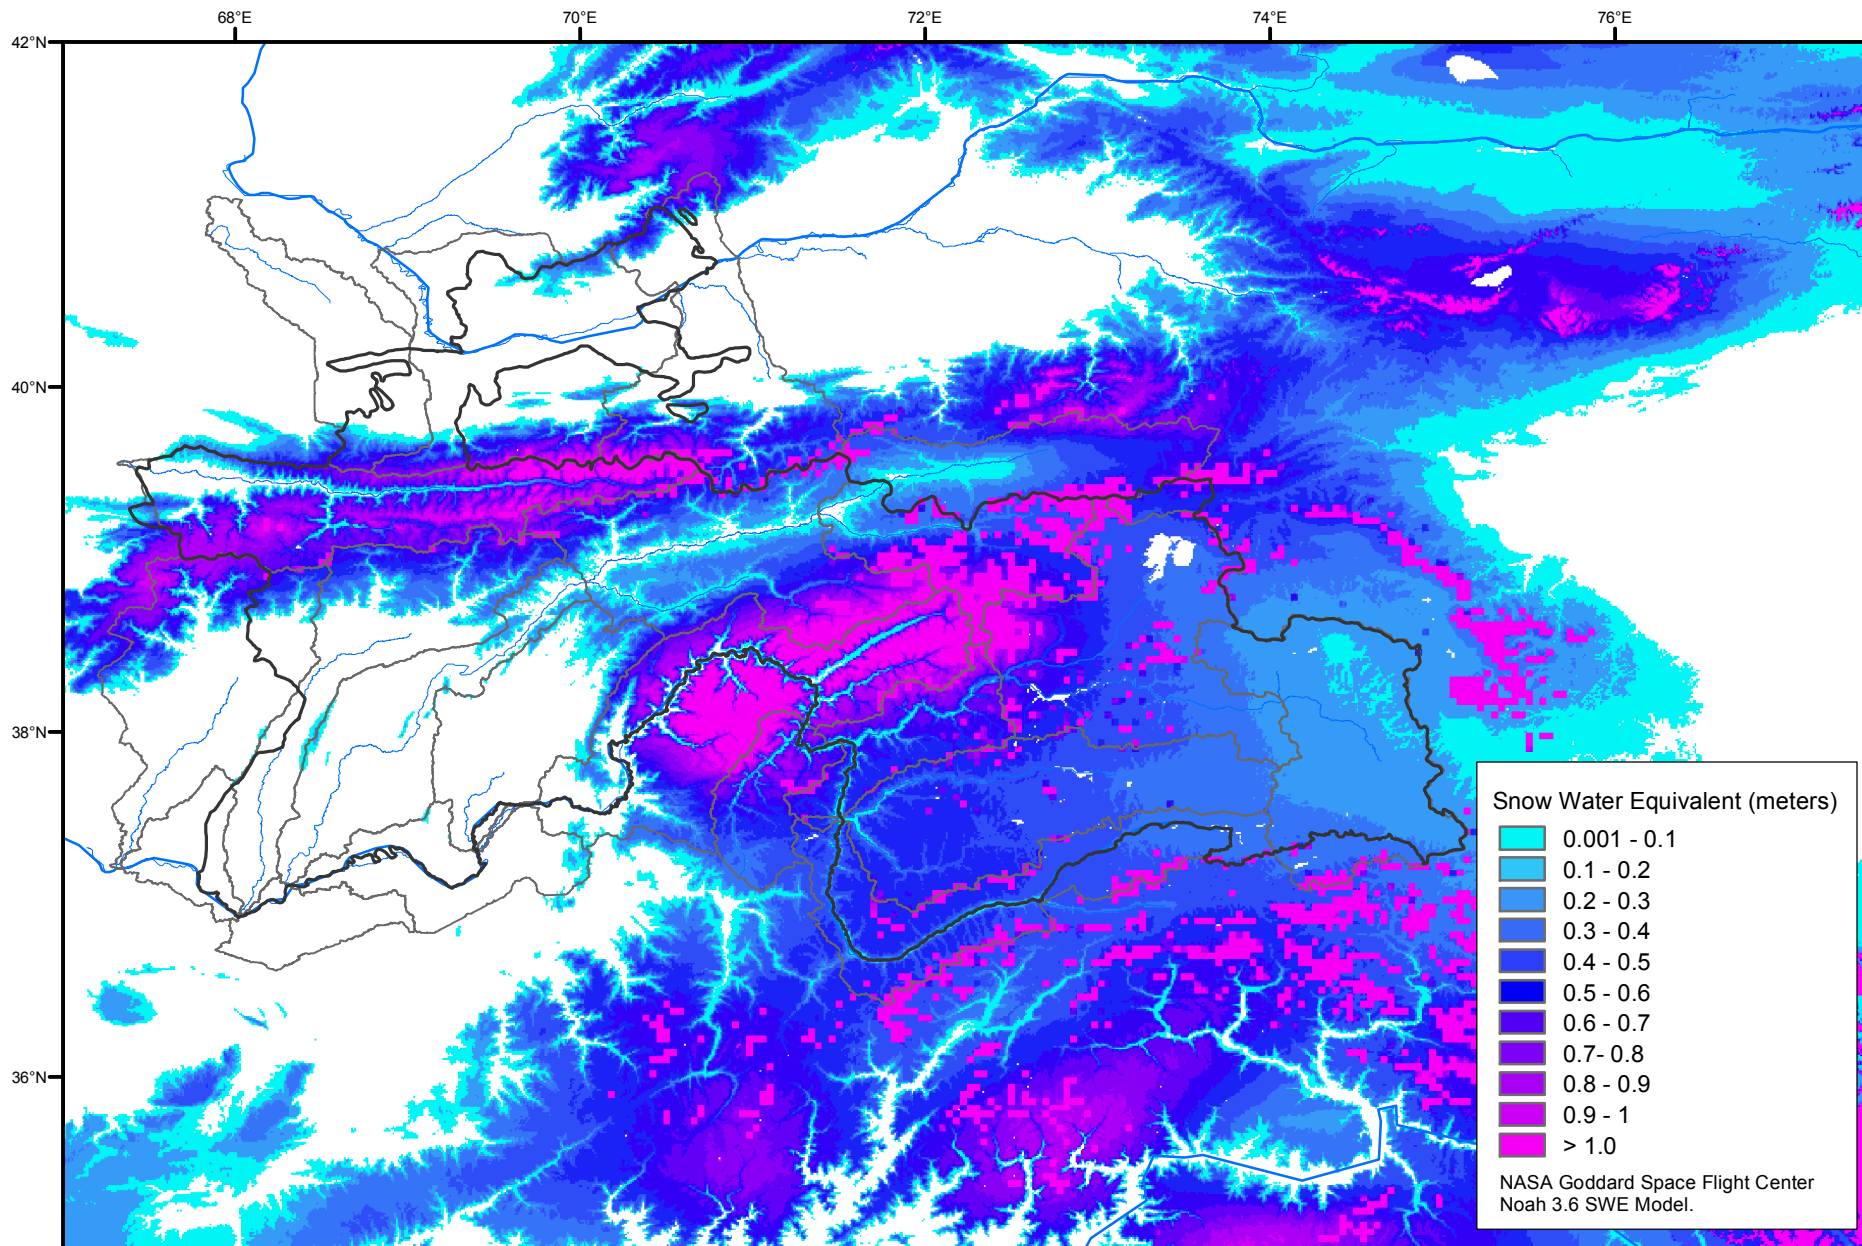 68°E 70°E 72°E 74°E 76°E
42°N
40°N
38°N
36°N
Snow Water Equivalent (meters)
0.001 - 0.1
0.1 - 0.2
0.2 - 0.3
0.3 - 0.4
0.4 - 0.5
0.5 - 0.6
0.6 - 0.7
0.7- 0.8
0.8 - 0.9
0.9 - 1
> 1.0
NASA Goddard Space Flight Center
Noah 3.6 SWE Model.